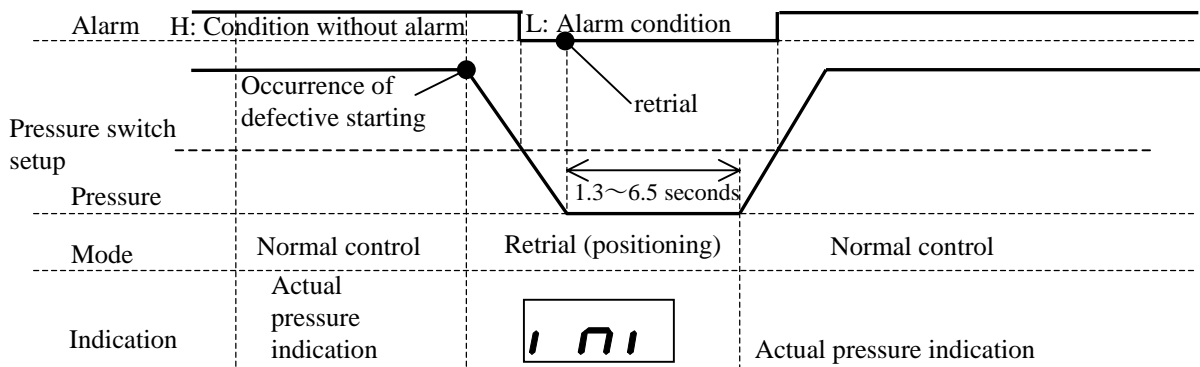 Alarm H: Condition without alarm L: Alarm condition
Occurrence of
defective starting
retrial
Pressure switch
setup
1.3～6.5 seconds
Pressure
Mode Normal control Retrial (positioning) Normal control
Actual
pressure
indication
Indication
ı nı
Actual pressure indication